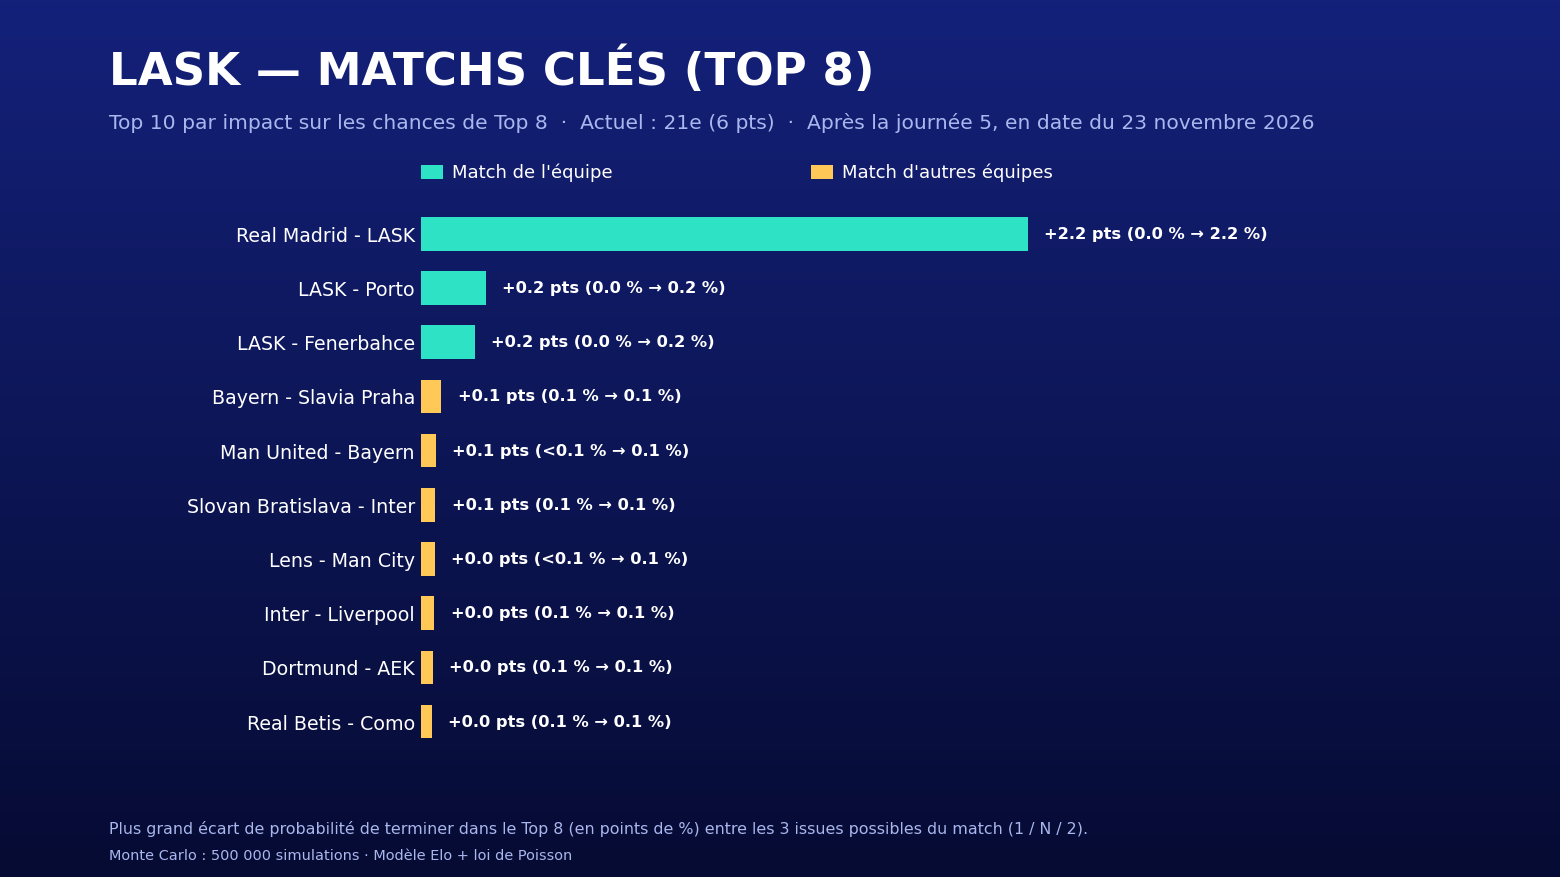 LASK — MATCHS CLÉS (TOP 8)
Top 10 par impact sur les chances de Top 8 · Actuel : 21e (6 pts) · Après la journée 5, en date du 23 novembre 2026
Match de l'équipe
Match d'autres équipes
Real Madrid - LASK +2.2 pts (0.0 % → 2.2 %)
LASK - Porto +0.2 pts (0.0 % → 0.2 %)
LASK - Fenerbahce +0.2 pts (0.0 % → 0.2 %)
Bayern - Slavia Praha +0.1 pts (0.1 % → 0.1 %)
Man United - Bayern +0.1 pts (<0.1 % → 0.1 %)
Slovan Bratislava - Inter +0.1 pts (0.1 % → 0.1 %)
Lens - Man City +0.0 pts (<0.1 % → 0.1 %)
Inter - Liverpool +0.0 pts (0.1 % → 0.1 %)
Dortmund - AEK +0.0 pts (0.1 % → 0.1 %)
Real Betis - Como +0.0 pts (0.1 % → 0.1 %)
Plus grand écart de probabilité de terminer dans le Top 8 (en points de %) entre les 3 issues possibles du match (1 / N / 2).
Monte Carlo : 500 000 simulations · Modèle Elo + loi de Poisson